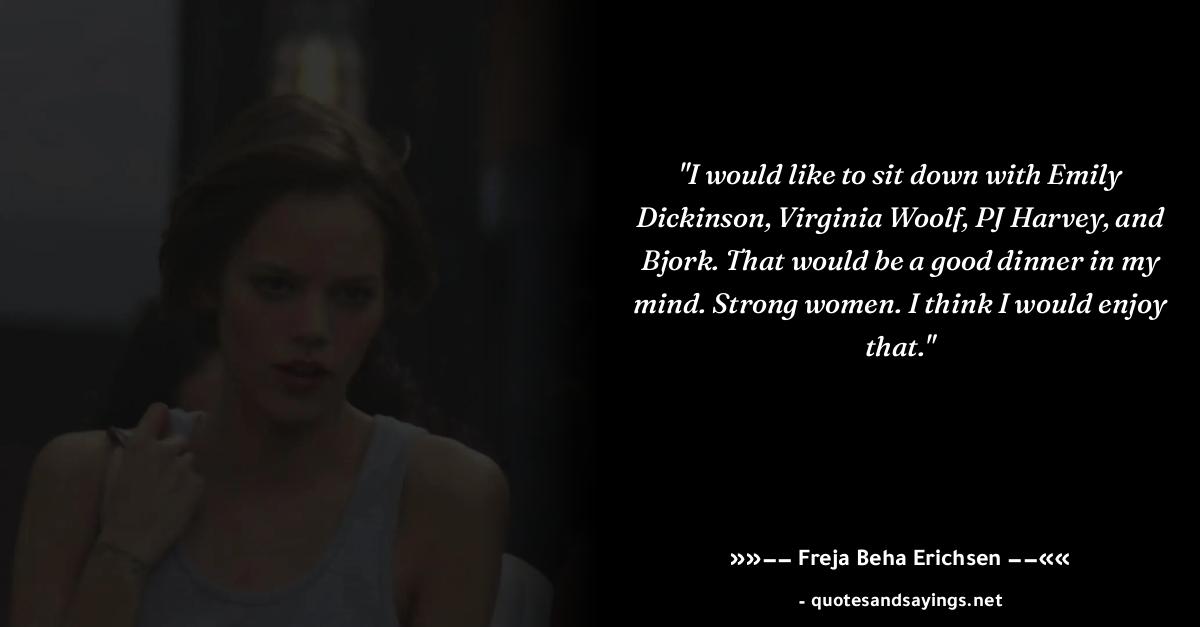 "I would like to sit down with Emily
Dickinson, Virginia Woolf, PJ Harvey, and
Bjork. That would be a good dinner in my
mind. Strong women. I think I would enjoy
that."
»»−− Freja Beha Erichsen −−««
- quotesandsayings.net